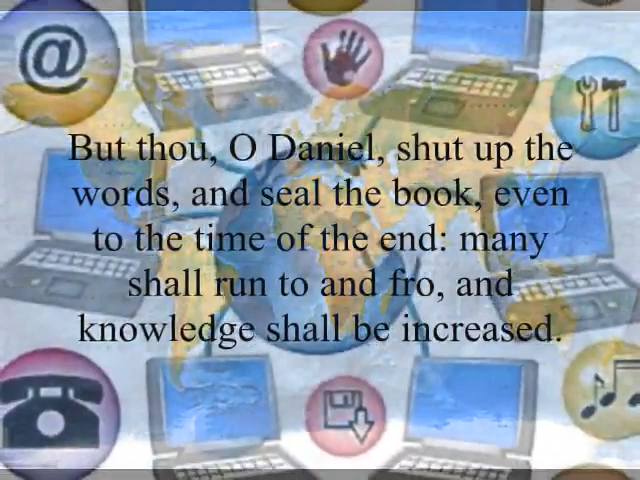 But thou, O Daniel, shut up the
words, and seal the book, even
to the time of the end: many
shall run to and fro, and
knowledge shall be increased.